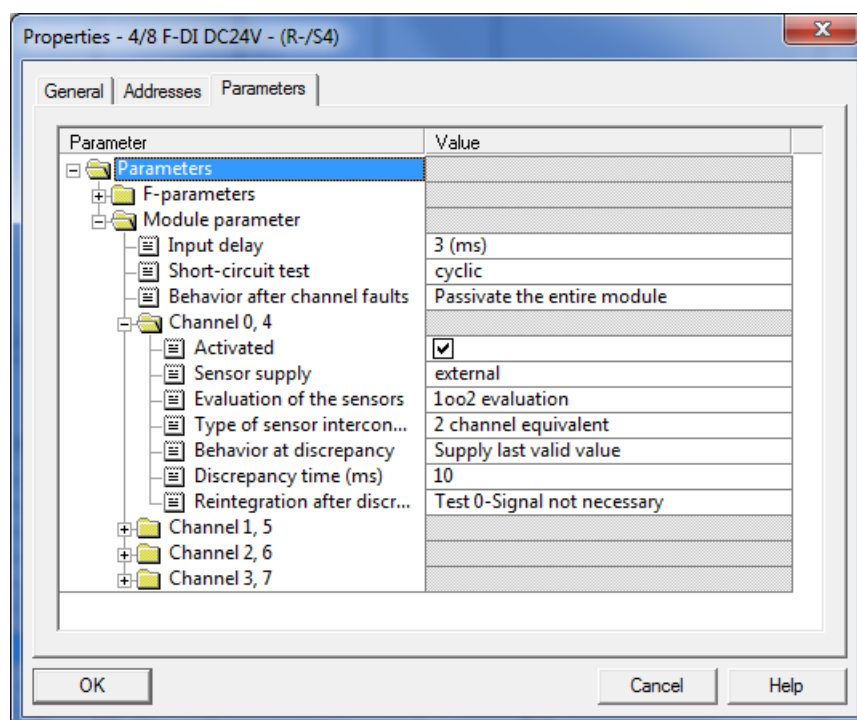 Properties - 4/8 F-DI DC24V - (R-/S4)
General Addresses Parameters
Parameter Value
Parameters
F-parameters
Module parameter
Input delay 3 (ms)
Short-circuit test cyclic
Behavior after channel faults Passivate the entire module
Channel 0, 4
Activated
Sensor supply external
Evaluation of the sensors 1oo2 evaluation
Type of sensor intercon... 2 channel equivalent
Behavior at discrepancy Supply last valid value
Discrepancy time (ms) 10
Reintegration after discr... Test 0-Signal not necessary
Channel 1, 5
Channel 2, 6
Channel 3, 7
OK Cancel Help